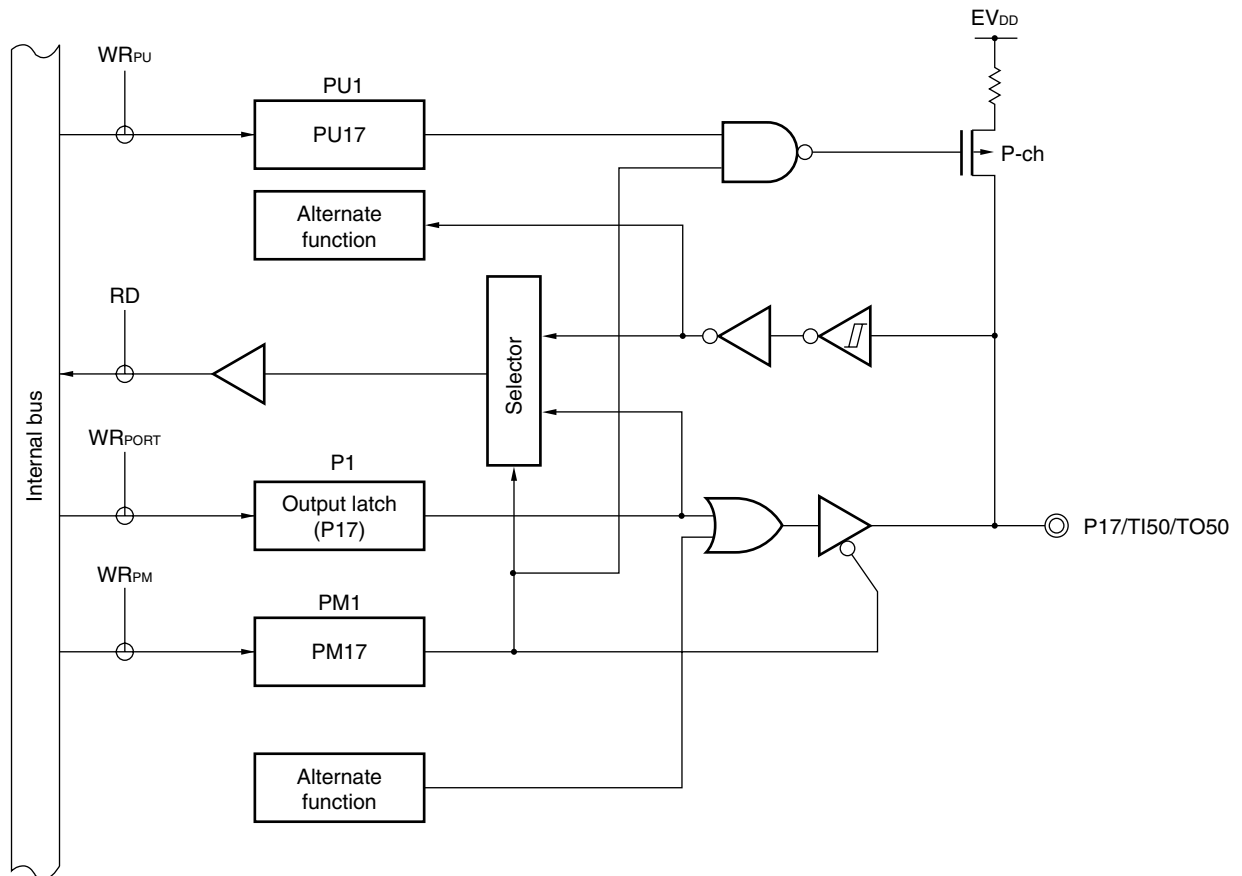 EVDD
WRPU
PU1
PU17
P-ch
Alternate
function
RD
Selector
Internal bus
WRPORT
P1
Output latch
(P17)
P17/TI50/TO50
WRPM
PM1
PM17
Alternate
function